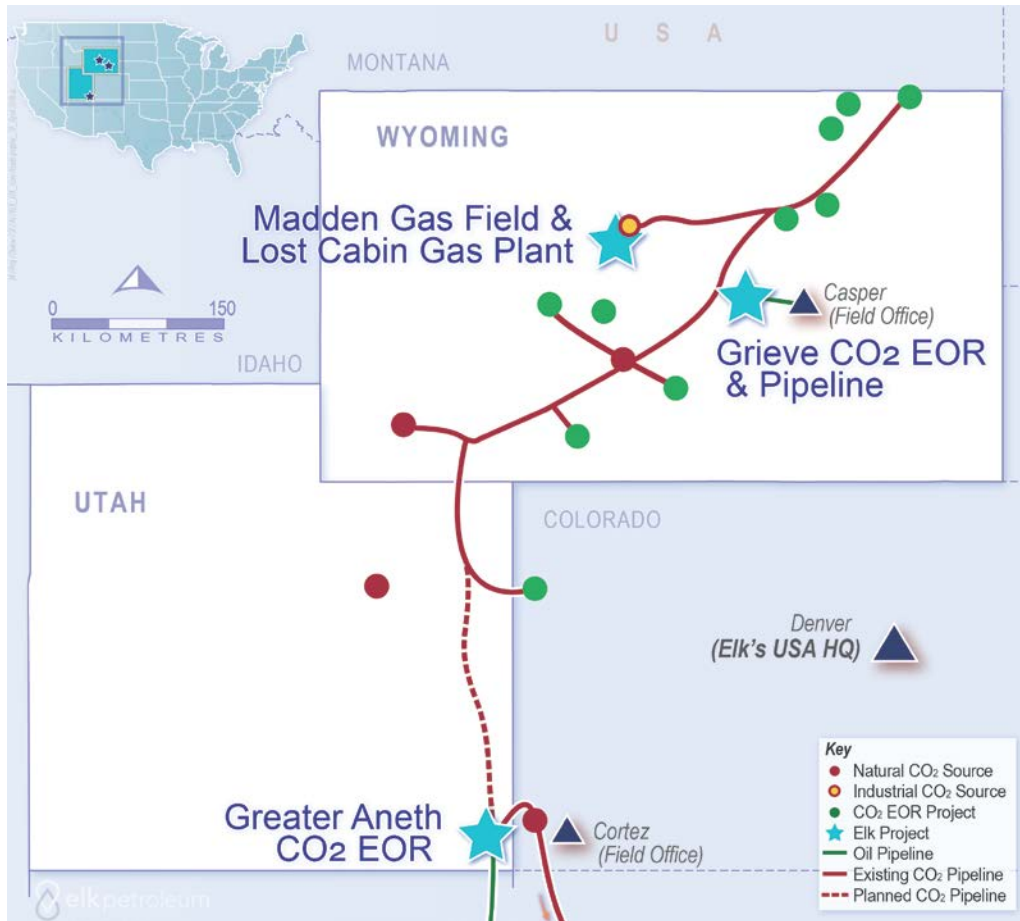 U S A
MONTANA
WYOMING
Madden Gas Field &
Lost Cabin Gas Plant
0 150
KILOMETRES
Casper
(Field Office)
IDAHO
Grieve CO2 EOR
& Pipeline
UTAH
COLORADO
Denver
(Elk's USA HQ)
Greater Aneth
CO2 EOR
Cortez
(Field Office)
Key
Natural CO2 Source
Industrial CO2 Source
CO2 EOR Project
Elk Project
Oil Pipeline
Existing CO2 Pipeline
Planned CO2 Pipeline
elkpetroleum